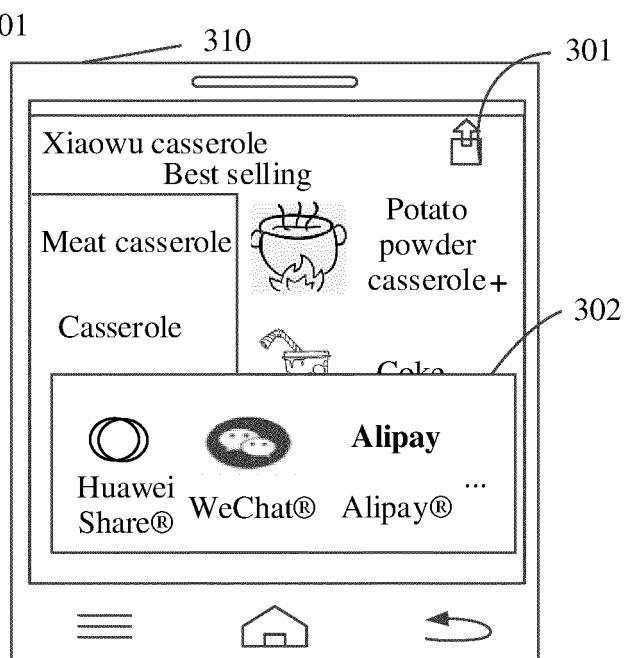 01
310
301
Xiaowu casserole
Best selling
Meat casserole
Potato
powder
casserole+
Casserole
302
Coke
Alipay
...
Huawei
Share®
WeChat®
Alipay®